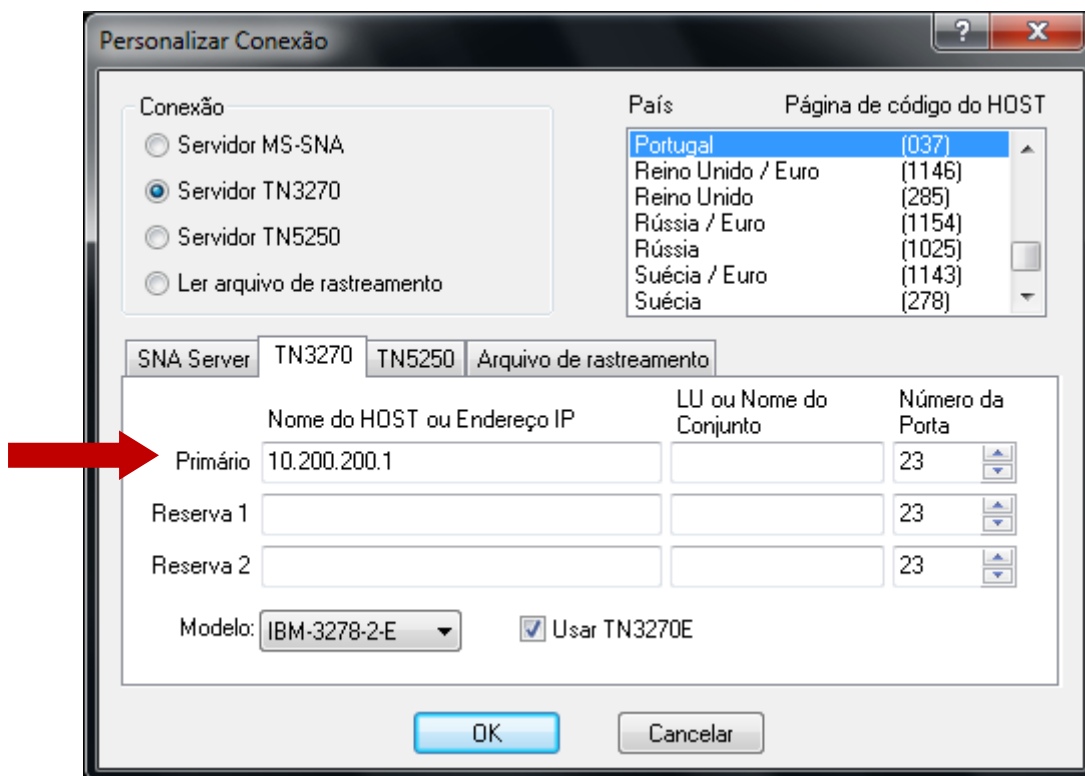 Personalizar Conexão
?
x
Conexão
Servidor MS-SNA
Servidor TN3270
Servidor TN5250
Ler arquivo de rastreamento
País Página de código do HOST
Portugal (037)
Reino Unido / Euro (1146)
Reino Unido (285)
Rússia / Euro (1154)
Rússia (1025)
Suécia / Euro (1143)
Suécia (278)
SNA Server TN3270 TN5250 Arquivo de rastreamento
Nome do HOST ou Endereço IP
LU ou Nome do
Conjunto
Número da
Porta
Primário 10.200.200.1 23
Reserva 1 23
Reserva 2 23
Modelo: IBM-3278-2-E Usar TN3270E
OK Cancelar